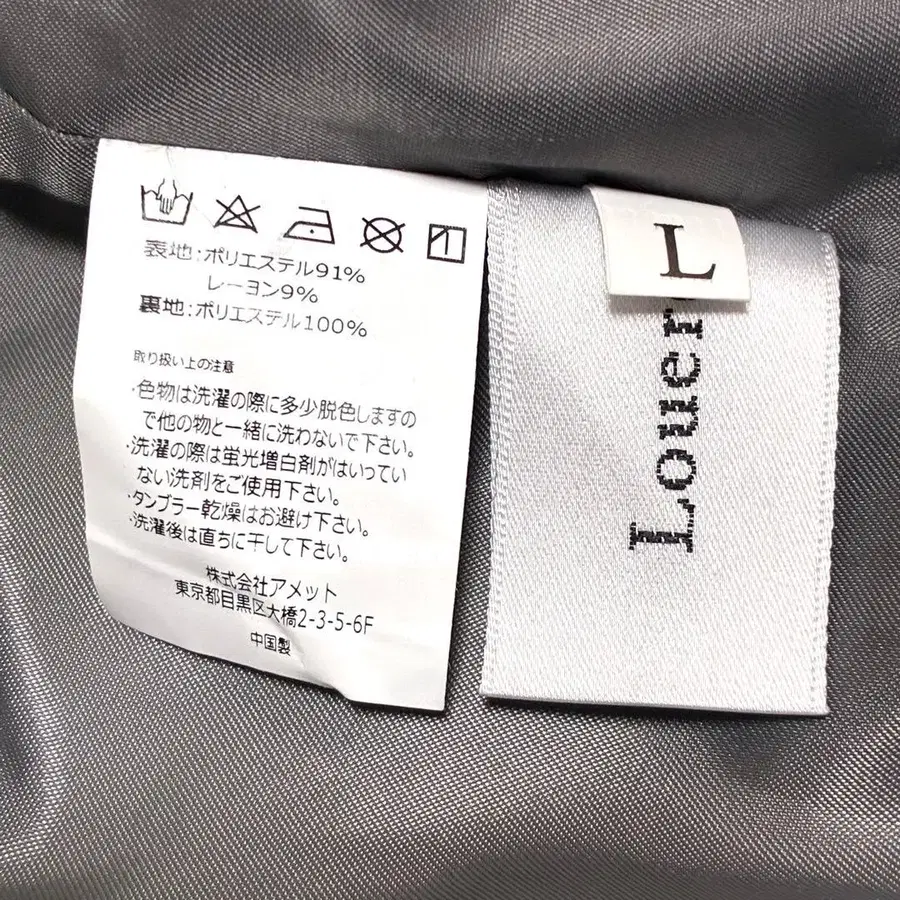 表地:ポリエステル91%
レーヨン9%
裏地:ポリエステル100%
取り扱い上の注意
・色物は洗濯の際に多少脱色しますの
で他の物と一緒に洗わないで下さい。
・洗濯の際は蛍光増白剤がはいってい
ない洗剤をご使用下さい。
・タンブラー乾燥はお避け下さい。
・洗濯後は直ちに干して下さい。
株式会社アメット
東京都目黒区大橋2-3-5-6F
中国製
L
Louer